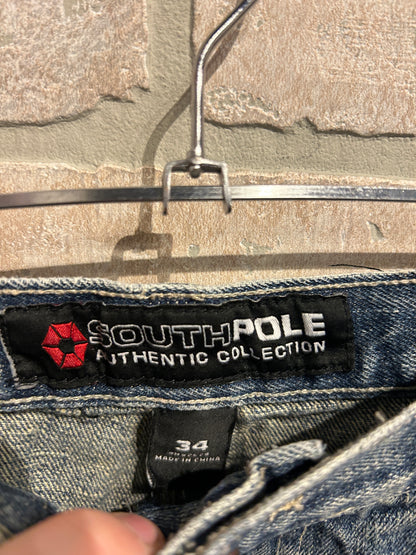 SOUTHPOLE
AUTHENTIC COLLECTION
34
MADE IN CHINA